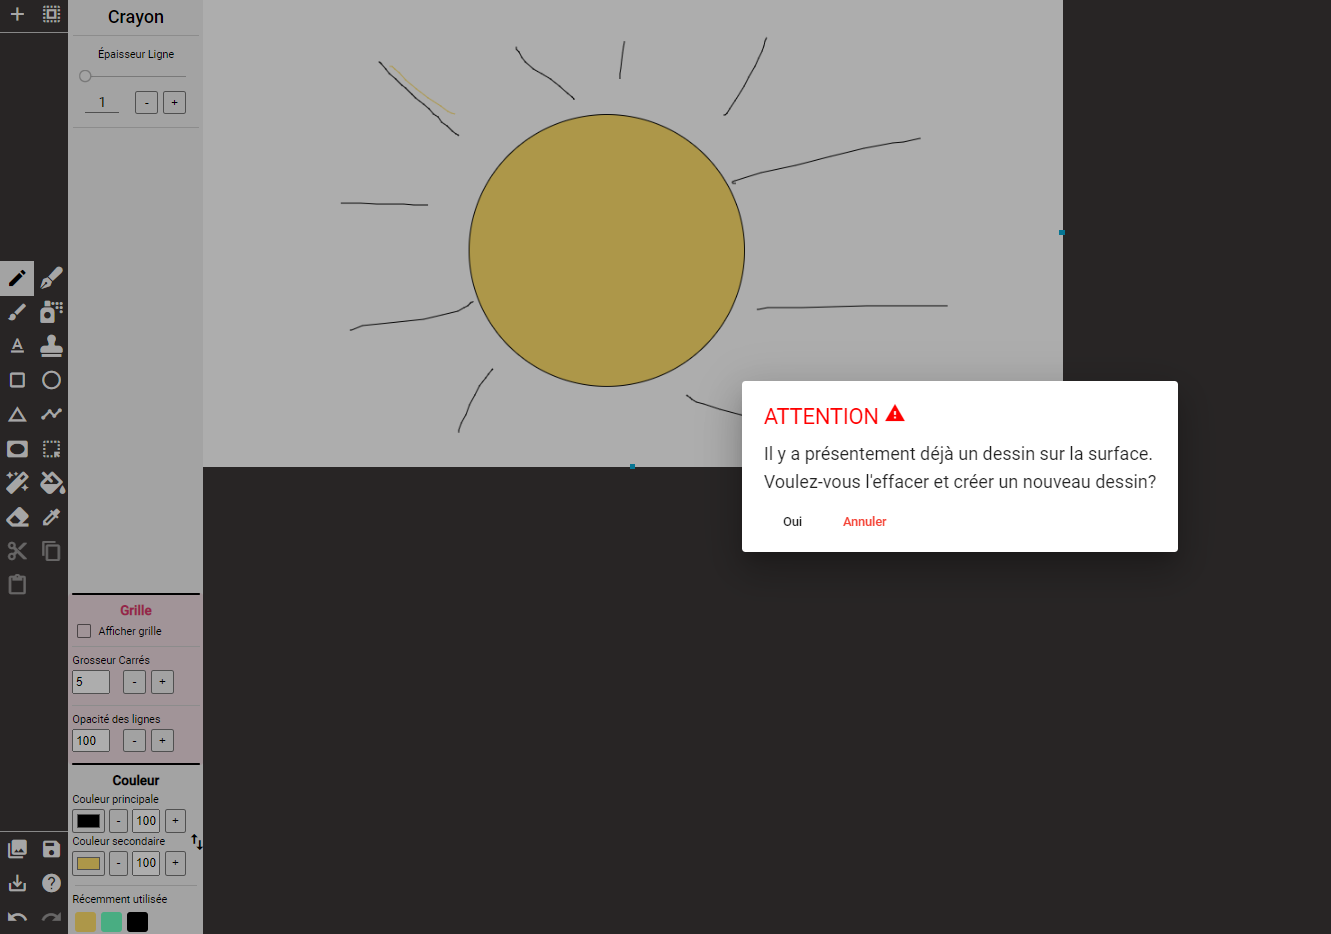 Crayon
Épaisseur Ligne
1
-
+
ATTENTION
Il y a présentement déjà un dessin sur la surface.
Voulez-vous l'effacer et créer un nouveau dessin?
Oui
Annuler
Grille
Afficher grille
Grosseur Carrés
5
-
+
Opacité des lignes
100
-
+
Couleur
Couleur principale
-
100
+
Couleur secondaire
-
100
+
Récemment utilisée